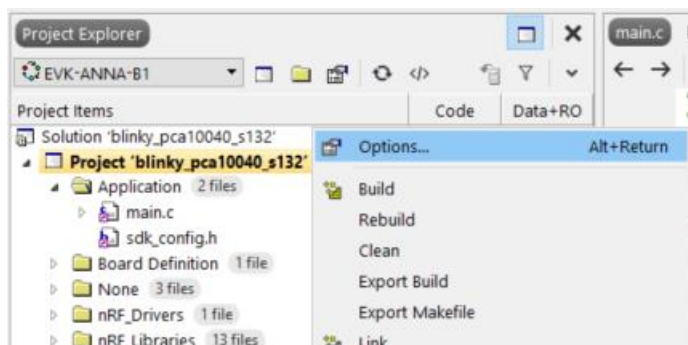 Project Explorer
main.c
EVK-ANNA-B1
Project Items Code Data+RO
Solution 'blinky_pca10040_s132'
Project 'blinky_pca10040_s132'
Application 2 files
main.c
sdk_config.h
Board Definition 1 file
None 3 files
nRF_Drivers 1 file
nRF_Libraries 13 files
Options... Alt+Return
Build
Rebuild
Clean
Export Build
Export Makefile
Link